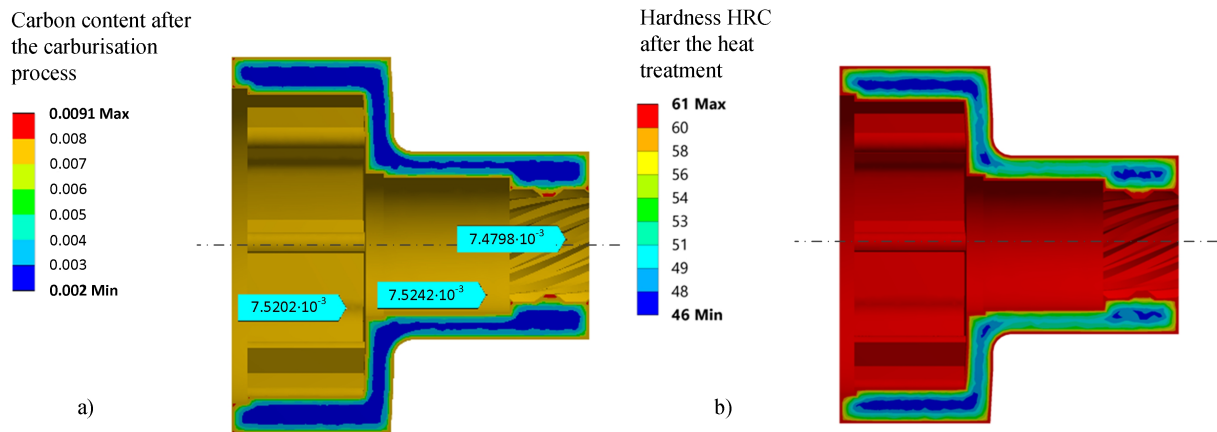 Carbon content after
the carburisation
process
0.0091 Max
0.008
0.007
0.006
0.005
0.004
0.003
0.002 Min
7.4798·10⁻³
7.5242·10⁻³
7.5202·10⁻³
a)
Hardness HRC
after the heat
treatment
61 Max
60
58
56
54
53
51
49
48
46 Min
b)